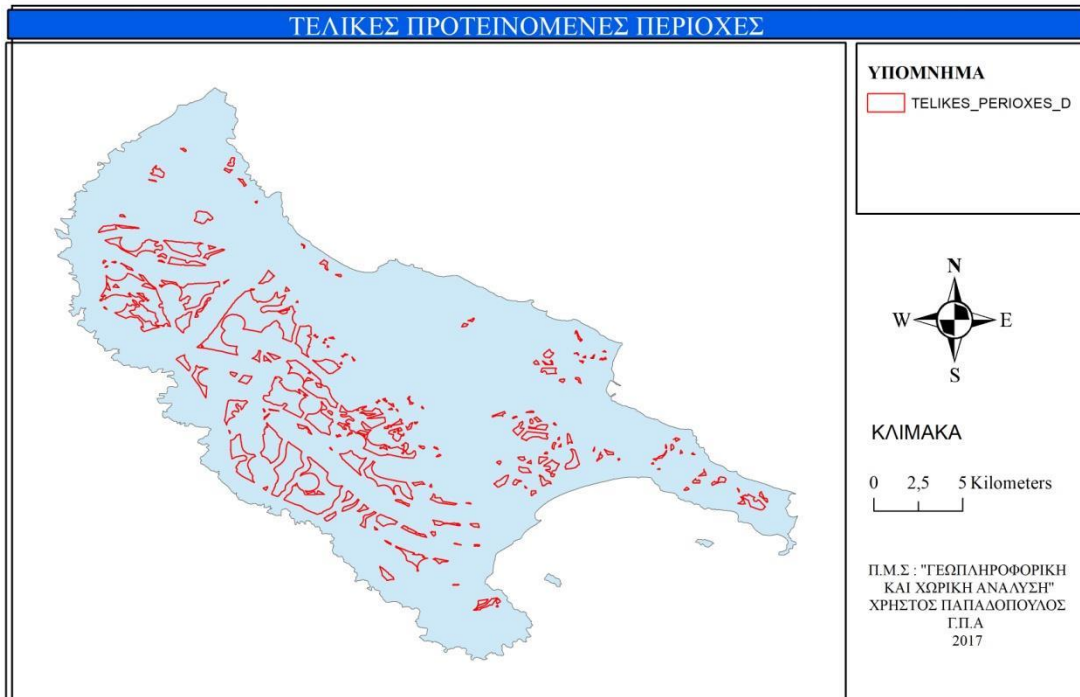 ΤΕΛΙΚΕΣ ΠΡΟΤΕΙΝΟΜΕΝΕΣ ΠΕΡΙΟΧΕΣ
ΥΠΟΜΝΗΜΑ
TELIKES_PERIOXES_D
N
W E
S
ΚΛΙΜΑΚΑ
0 2,5 5 Kilometers
Π.Μ.Σ : "ΓΕΩΠΛΗΡΟΦΟΡΙΚΗ
ΚΑΙ ΧΩΡΙΚΗ ΑΝΑΛΥΣΗ"
ΧΡΗΣΤΟΣ ΠΑΠΑΔΟΠΟΥΛΟΣ
Γ.Π.Α
2017